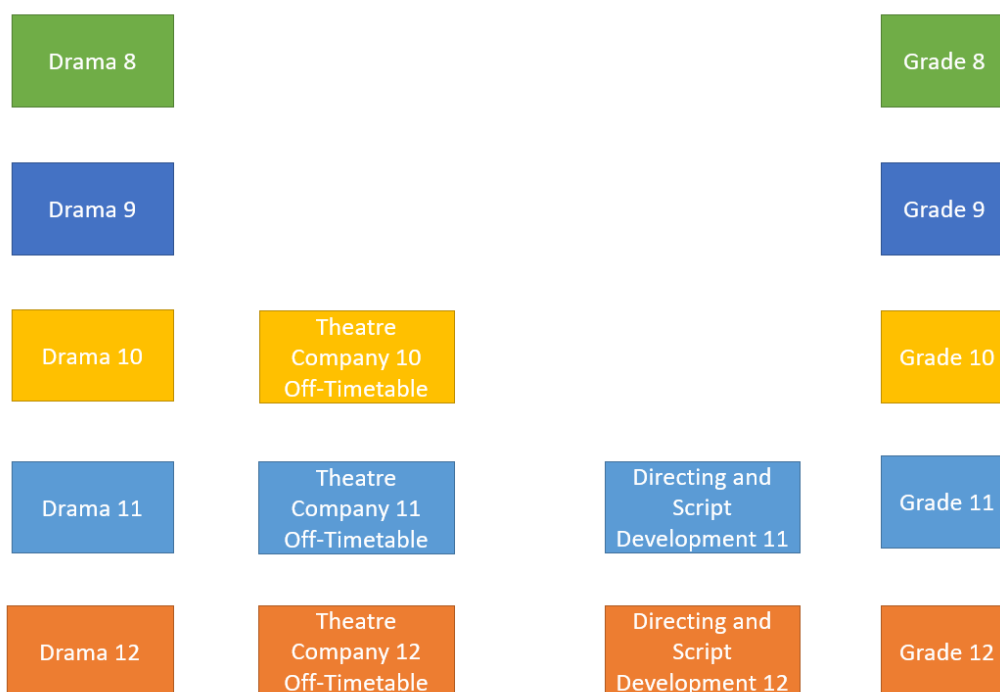 Drama 8
Grade 8
Drama 9
Grade 9
Drama 10
Theatre
Company 10
Off-Timetable
Grade 10
Drama 11
Theatre
Company 11
Off-Timetable
Directing and
Script
Development 11
Grade 11
Drama 12
Theatre
Company 12
Off-Timetable
Directing and
Script
Development 12
Grade 12